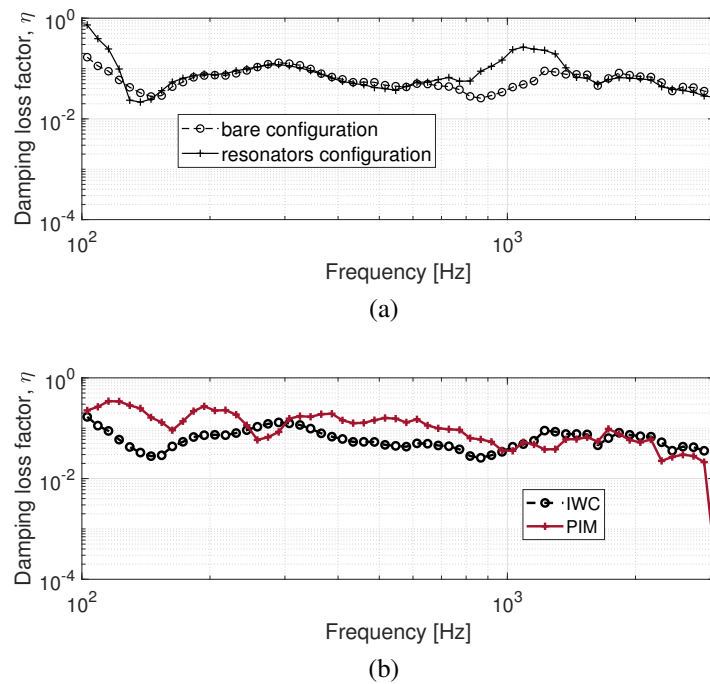 10^0
10^-2
10^-4
Damping loss factor, η
bare configuration
resonators configuration
10^2
10^3
Frequency [Hz]
(a)
10^0
10^-2
10^-4
Damping loss factor, η
IWC
PIM
10^2
10^3
Frequency [Hz]
(b)